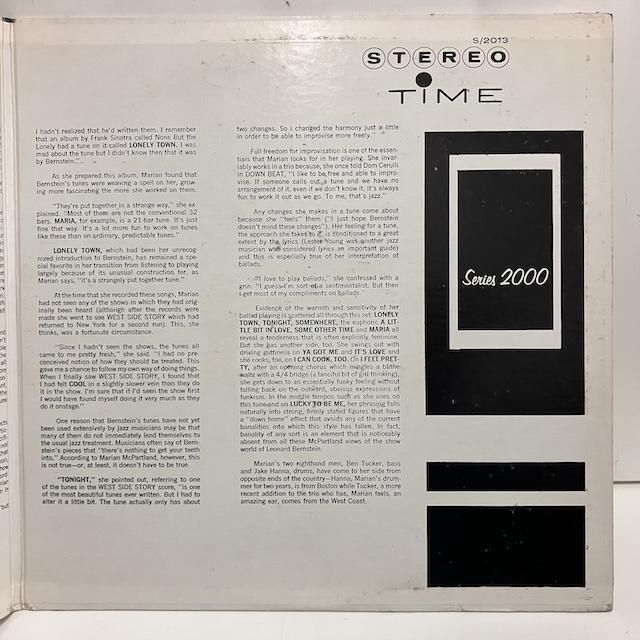 S/2013
STEREO
TIME
I hadn't realized that he'd written them. I remember
that an album by Frank Sinatra called None But the
Lonely had a tune on it called LONELY TOWN. I was
mad about the tune but I didn't know then that it was
by Bernstein."
As she prepared this album, Marian found that
Bernstein's tunes were weaving a spell on her, grow-
ing more fascinating the more she worked on them.
"They're put together in a strange way," she ex-
plained. "Most of them are not the conventional 32
bars. MARIA, for example, is a 21-bar tune. It's just
fine that way. It's a lot more fun to work on tunes
like these than on ordinary, predictable tunes."
LONELY TOWN, which had been her unrecog-
nized introduction to Bernstein, has remained a spe-
cial favorite in her transition from listening to playing
largely because of its unusual construction, for, as
Marian says, "it's a strangely put together tune."
At the time that she recorded these songs, Marian
had not seen any of the shows in which they had orig-
inally been heard (although after the records were
made she went to see WEST SIDE STORY which had
returned to New York for a second run). This, she
thinks, was a fortunate circumstance.
"Since I hadn't seen the shows, the tunes all
came to me pretty fresh," she said. "I had no pre-
conceived notion of how they should be treated. This
gave me a chance to follow my own way of doing things.
When I finally saw WEST SIDE STORY, I found that
I had felt COOL in a slightly slower vein than they do
it in the show. I'm sure that if I'd seen the show first
I would have found myself doing it very much as they
do it onstage."
One reason that Bernstein's tunes have not yet
been used extensively by jazz musicians may be that
many of them do not immediately lend themselves to
the usual jazz treatment. Musicians often say of Bern-
stein's pieces that "there's nothing to get your teeth
into." According to Marian McPartland, however, this
is not true—or, at least, it doesn't have to be true.
"TONIGHT," she pointed out, referring to one
of the tunes in the WEST SIDE STORY score, "is one
of the most beautiful tunes ever written. But I had to
alter it a little bit. The tune actually only has about
two changes. So I changed the harmony just a little
in order to be able to improvise more freely."
Full freedom for improvisation is one of the essen-
tials that Marian looks for in her playing. She invar-
iably works in a trio because, she once told Dom Cerulli
in DOWN BEAT, "I like to be free and able to impro-
vise. If someone calls out a tune and we have no
arrangement of it, even if we don't know it, it's always
fun to work it out as we go. To me, that's jazz."
Any changes she makes in a tune come about
because she "feels" them ("I just hope Bernstein
doesn't mind these changes"). Her feeling for a tune,
the approach she takes to it, is conditioned to a great
extent by the lyrics (Lester Young was another jazz
musician who considered lyrics an important guide)
and this is especially true of her interpretation of
ballads.
"I love to play ballads," she confessed with a
grin. "I guess I'm sort of a sentimentalist. But then
I get most of my compliments on ballads."
Evidence of the warmth and sensitivity of her
ballad playing is scattered all through this set: LONELY
TOWN, TONIGHT, SOMEWHERE, the euphoric A LIT-
TLE BIT IN LOVE, SOME OTHER TIME and MARIA all
reveal a tenderness that is often explicitly feminine.
But she has another side, too. She swings out with
driving guttiness on YA GOT ME and IT'S LOVE and
she cooks, too, on I CAN COOK, TOO. On I FEEL PRET-
TY, after an opening chorus which mingles a blithe
waltz with a 4/4 bridge (a fanciful bit of girl-thinking),
she gets down to an essentially funky feeling without
falling back on the outward, obvious expressions of
funkism. In the middle tempos such as she uses on
this tune and on LUCKY TO BE ME, her phrasing falls
naturally into strong, firmly stated figures that have
a "down home" effect that avoids any of the current
banalities into which this style has fallen. In fact,
banality of any sort is an element that is noticeably
absent from all these McPartland views of the show
world of Leonard Bernstein.
Marian's two righthand men, Ben Tucker, bass
and Jake Hanna, drums, have come to her side from
opposite ends of the country—Hanna, Marian's drum-
mer for two years, is from Boston while Tucker, a more
recent addition to the trio who has, Marian feels, an
amazing ear, comes from the West Coast.
Series 2000